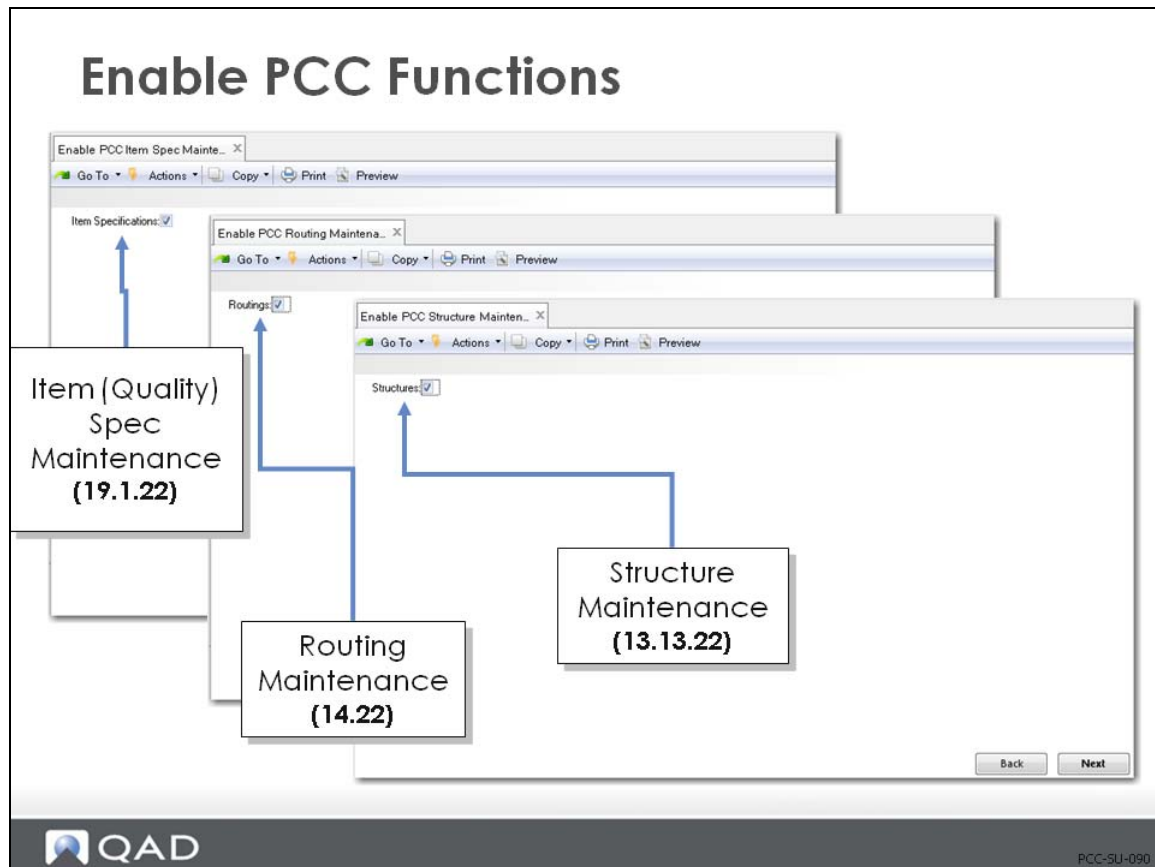 Enable PCC Functions
Enable PCC Item Spec Mainte...
Go To Actions Copy Print Preview
Item Specifications:
Enable PCC Routing Maintena...
Go To Actions Copy Print Preview
Routings:
Enable PCC Structure Mainten...
Go To Actions Copy Print Preview
Structures:
Item (Quality)
Spec
Maintenance
(19.1.22)
Routing
Maintenance
(14.22)
Structure
Maintenance
(13.13.22)
Back Next
QAD
PCC-SU-090